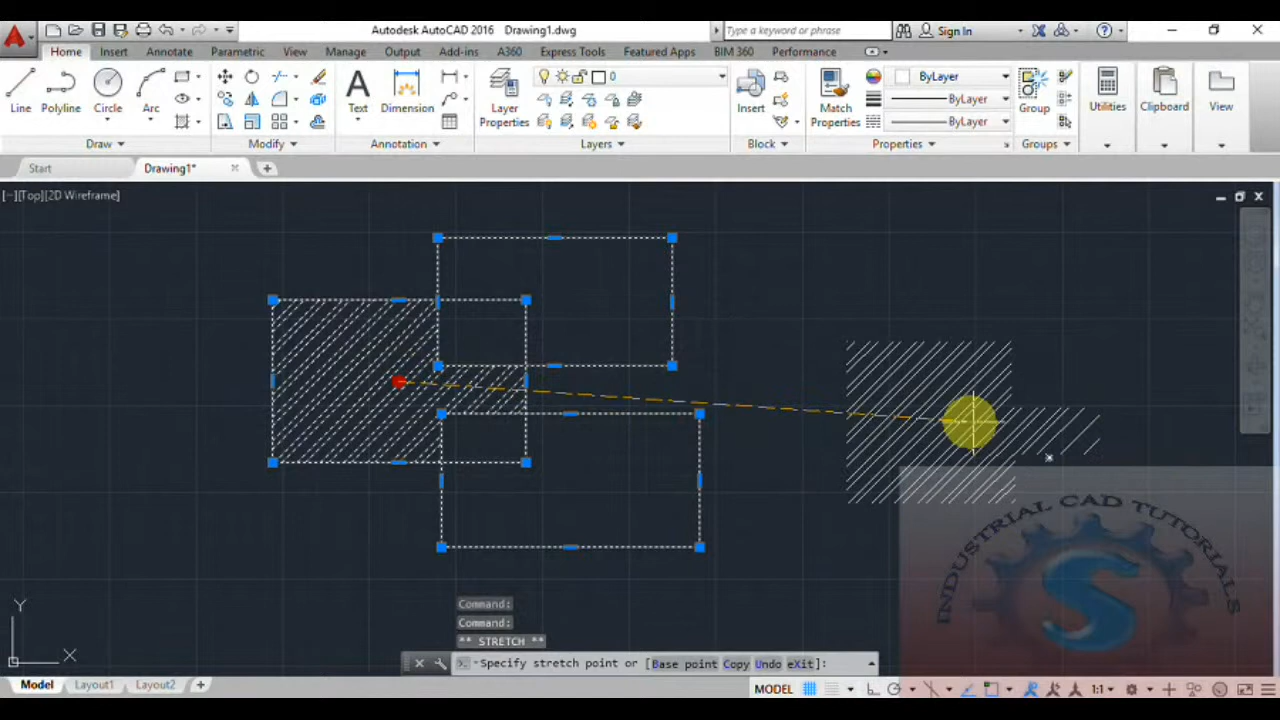 Autodesk AutoCAD 2016 Drawing1.dwg
Type a keyword or phrase
Sign In
Home Insert Annotate Parametric View Manage Output Add-ins A360 Express Tools Featured Apps BIM 360 Performance
Line Polyline Circle Arc
Draw
Modify
Text Dimension
Annotation
Layer Properties
0
Layers
Insert
Block
Match Properties
ByLayer
ByLayer
ByLayer
Properties
Group
Groups
Utilities
Clipboard
View
Start Drawing1*
[−][Top][2D Wireframe]
INDUSTRIAL CAD TUTORIALS
S
Y
X
Command:
Command:
** STRETCH **
Specify stretch point or [Base point Copy Undo eXit]:
Model Layout1 Layout2
MODEL
1:1